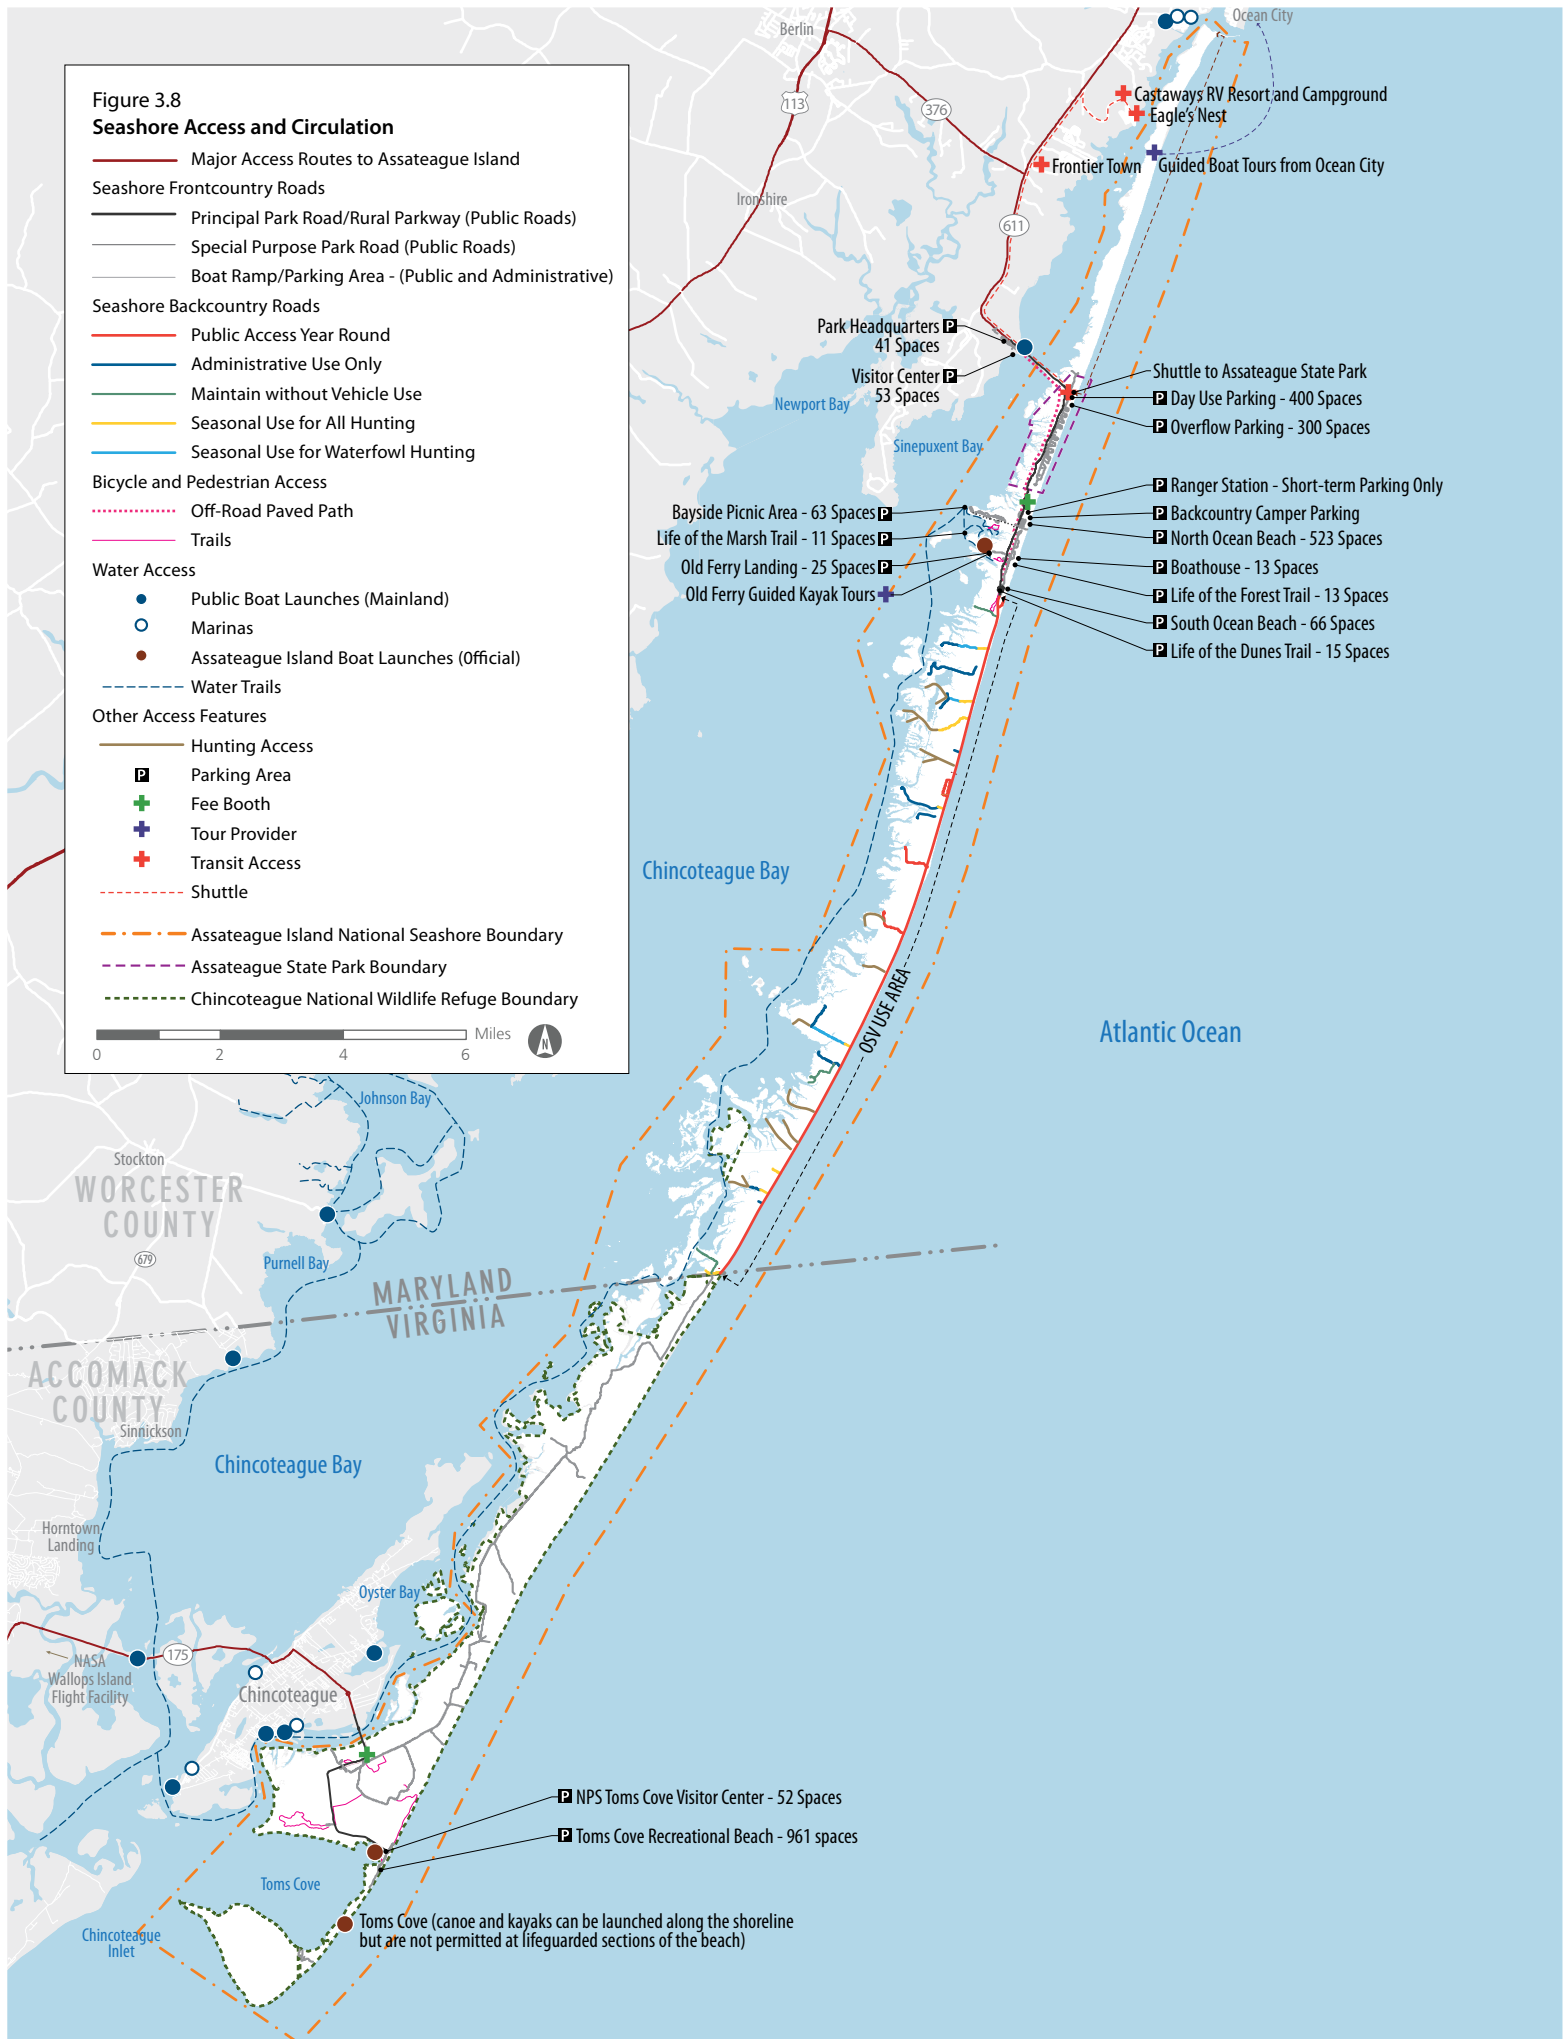 Figure 3.8
Seashore Access and Circulation
Major Access Routes to Assateague Island
Seashore Frontcountry Roads
Principal Park Road/Rural Parkway (Public Roads)
Special Purpose Park Road (Public Roads)
Boat Ramp/Parking Area - (Public and Administrative)
Seashore Backcountry Roads
Public Access Year Round
Administrative Use Only
Maintain without Vehicle Use
Seasonal Use for All Hunting
Seasonal Use for Waterfowl Hunting
Bicycle and Pedestrian Access
Off-Road Paved Path
Trails
Water Access
Public Boat Launches (Mainland)
Marinas
Assateague Island Boat Launches (Official)
Water Trails
Other Access Features
Hunting Access
P Parking Area
Fee Booth
Tour Provider
Transit Access
Shuttle
Assateague Island National Seashore Boundary
Assateague State Park Boundary
Chincoteague National Wildlife Refuge Boundary
Miles
0 2 4 6
N
Ocean City
Berlin
113
376
Castaways RV Resort and Campground
Eagle's Nest
Frontier Town
Guided Boat Tours from Ocean City
Ironshire
611
Park Headquarters P
41 Spaces
Visitor Center P
53 Spaces
Newport Bay
Sinepuxent Bay
Shuttle to Assateague State Park
P Day Use Parking - 400 Spaces
P Overflow Parking - 300 Spaces
P Ranger Station - Short-term Parking Only
P Backcountry Camper Parking
P North Ocean Beach - 523 Spaces
P Boathouse - 13 Spaces
P Life of the Forest Trail - 13 Spaces
P South Ocean Beach - 66 Spaces
P Life of the Dunes Trail - 15 Spaces
Bayside Picnic Area - 63 Spaces P
Life of the Marsh Trail - 11 Spaces P
Old Ferry Landing - 25 Spaces P
Old Ferry Guided Kayak Tours
Chincoteague Bay
OSV USE AREA
Atlantic Ocean
Johnson Bay
Stockton
WORCESTER
COUNTY
679
Purnell Bay
MARYLAND
VIRGINIA
ACCOMACK
COUNTY
Sinnickson
Chincoteague Bay
Horntown
Landing
Oyster Bay
175
NASA
Wallops Island
Flight Facility
Chincoteague
P NPS Toms Cove Visitor Center - 52 Spaces
P Toms Cove Recreational Beach - 961 spaces
Toms Cove
Toms Cove (canoe and kayaks can be launched along the shoreline
but are not permitted at lifeguarded sections of the beach)
Chincoteague
Inlet